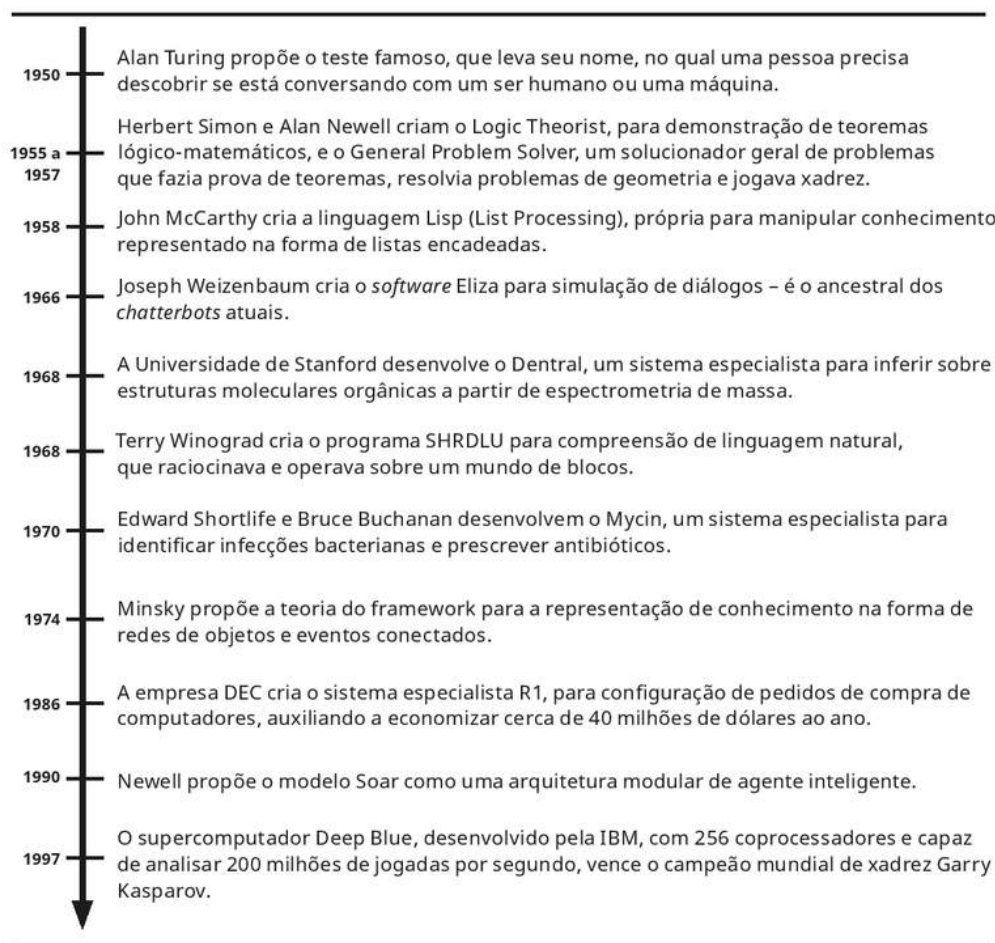 1950
Alan Turing propõe o teste famoso, que leva seu nome, no qual uma pessoa precisa
descobrir se está conversando com um ser humano ou uma máquina.
1955 a
1957
Herbert Simon e Alan Newell criam o Logic Theorist, para demonstração de teoremas
lógico-matemáticos, e o General Problem Solver, um solucionador geral de problemas
que fazia prova de teoremas, resolvia problemas de geometria e jogava xadrez.
1958
John McCarthy cria a linguagem Lisp (List Processing), própria para manipular conhecimento
representado na forma de listas encadeadas.
1966
Joseph Weizenbaum cria o software Eliza para simulação de diálogos – é o ancestral dos
chatterbots atuais.
1968
A Universidade de Stanford desenvolve o Dentral, um sistema especialista para inferir sobre
estruturas moleculares orgânicas a partir de espectrometria de massa.
1968
Terry Winograd cria o programa SHRDLU para compreensão de linguagem natural,
que raciocinava e operava sobre um mundo de blocos.
1970
Edward Shortlife e Bruce Buchanan desenvolvem o Mycin, um sistema especialista para
identificar infecções bacterianas e prescrever antibióticos.
1974
Minsky propõe a teoria do framework para a representação de conhecimento na forma de
redes de objetos e eventos conectados.
1986
A empresa DEC cria o sistema especialista R1, para configuração de pedidos de compra de
computadores, auxiliando a economizar cerca de 40 milhões de dólares ao ano.
1990
Newell propõe o modelo Soar como uma arquitetura modular de agente inteligente.
1997
O supercomputador Deep Blue, desenvolvido pela IBM, com 256 coprocessadores e capaz
de analisar 200 milhões de jogadas por segundo, vence o campeão mundial de xadrez Garry
Kasparov.